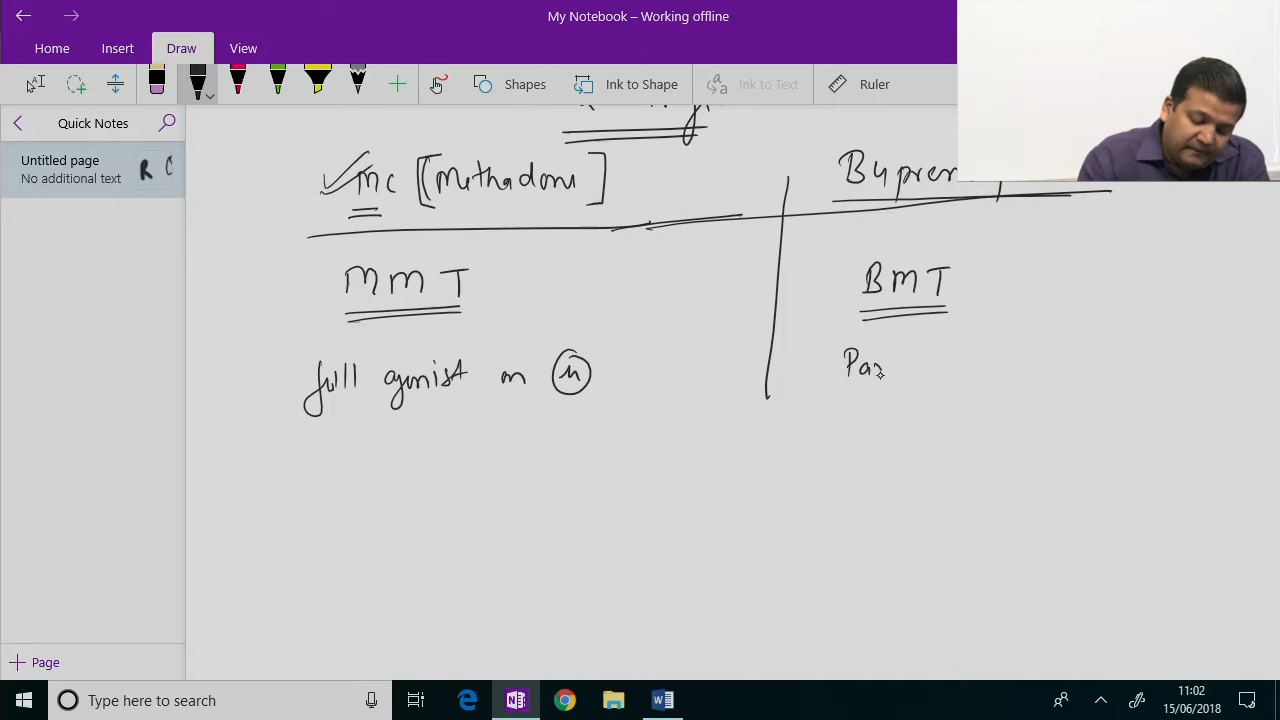 My Notebook – Working offline
Home Insert Draw View
Shapes Ink to Shape Ink to Text Ruler
Quick Notes
Untitled page
No additional text
R C
mc [Methadone]
Bupren
MMT
BMT
full agonist on μ
Pa
+ Page
Type here to search
11:02
15/06/2018